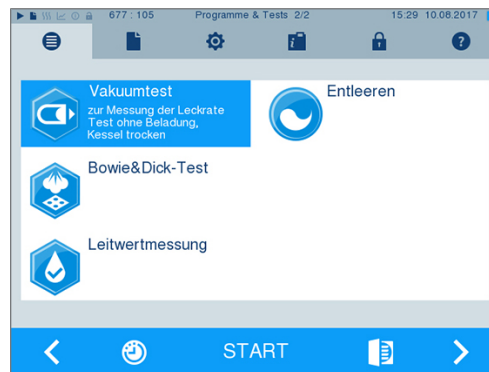 677 : 105 Programme & Tests 2/2 15:29 10.08.2017
Vakuumtest
zur Messung der Leckrate
Test ohne Beladung,
Kessel trocken
Entleeren
Bowie&Dick-Test
Leitwertmessung
START